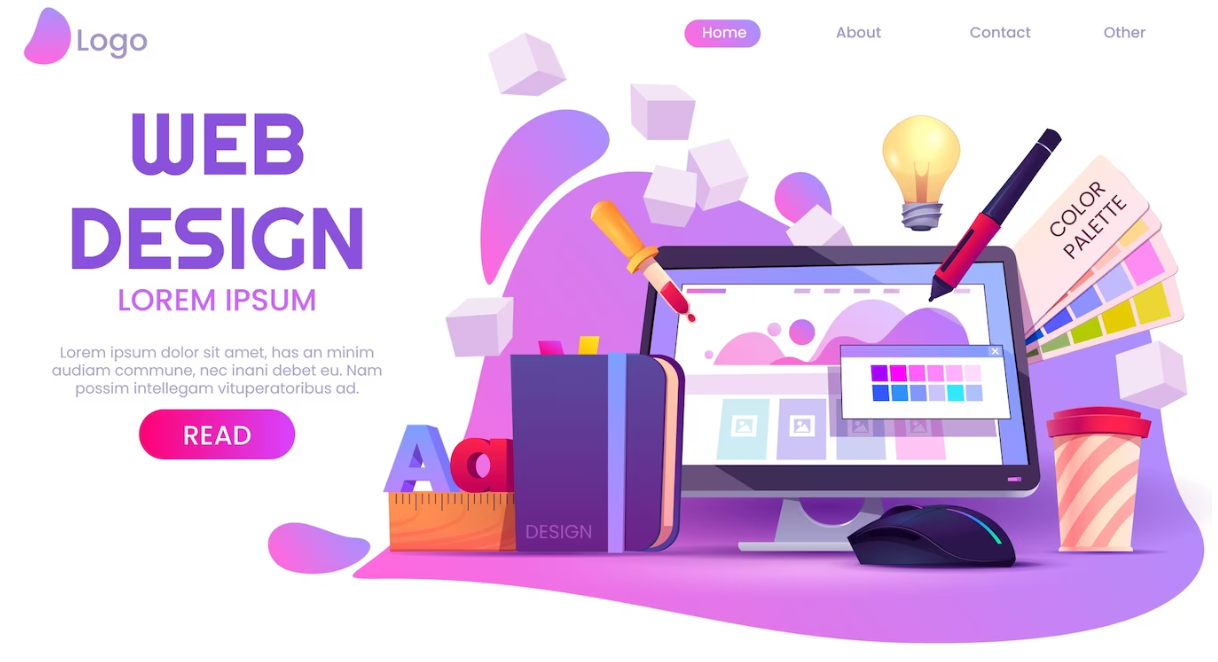 Logo
Home About Contact Other
WEB
DESIGN
LOREM IPSUM
Lorem ipsum dolor sit amet, has an minim
audiam commune, nec inani debet eu. Nam
possim intellegam vituperatoribus ad.
READ
COLOR
PALETTE
Aa
DESIGN